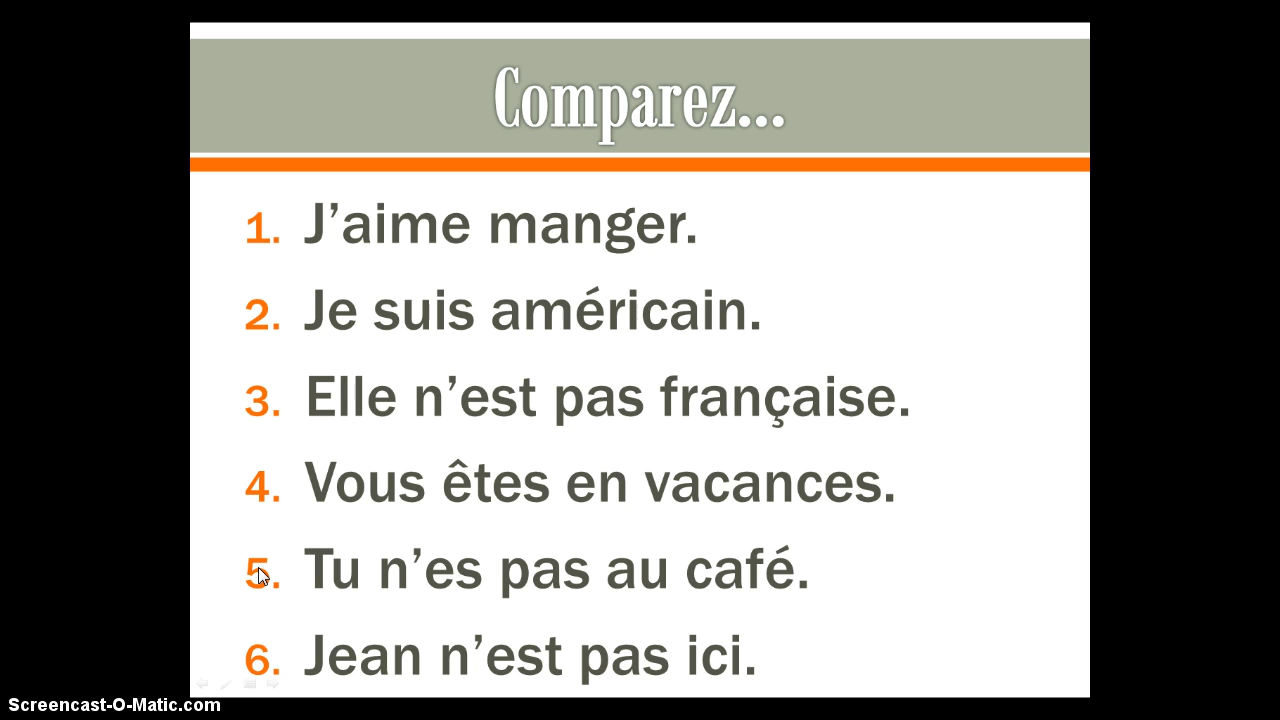 Comparez...
1. J’aime manger.
2. Je suis américain.
3. Elle n’est pas française.
4. Vous êtes en vacances.
5. Tu n’es pas au café.
6. Jean n’est pas ici.
Screencast-O-Matic.com